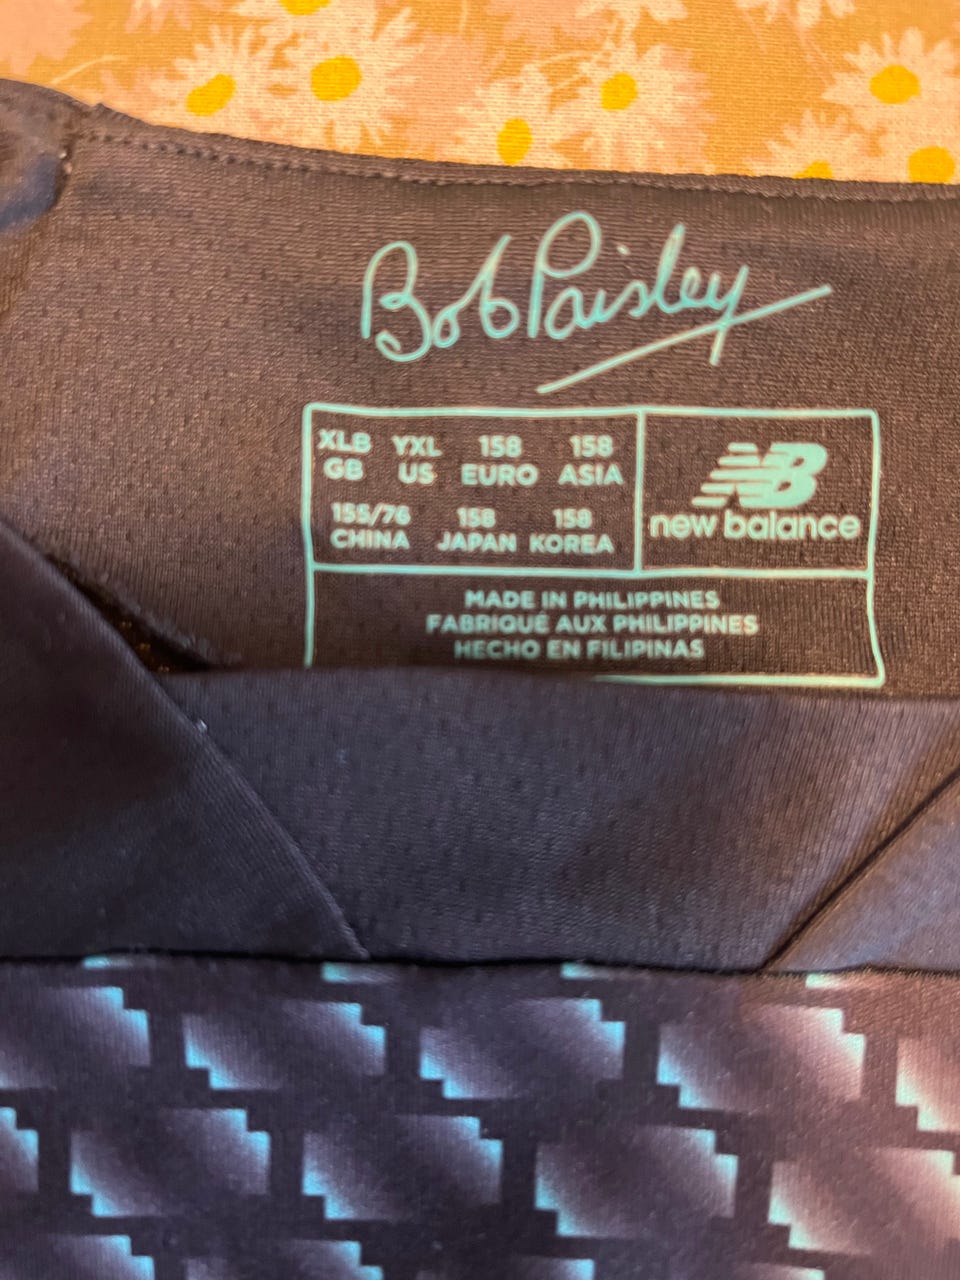 Bob Paisley
XLB YXL 158 158
GB US EURO ASIA
155/76 158 158
CHINA JAPAN KOREA
NB
new balance
MADE IN PHILIPPINES
FABRIQUÉ AUX PHILIPPINES
HECHO EN FILIPINAS